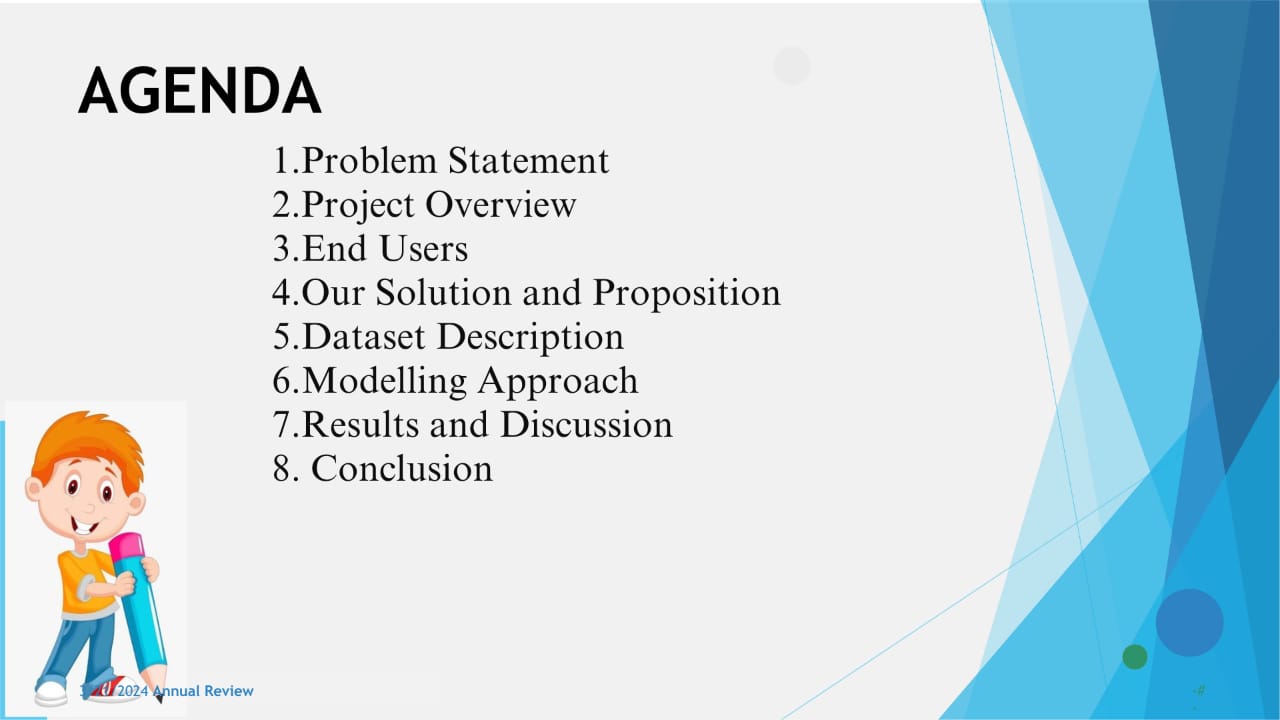 AGENDA
1.Problem Statement
2.Project Overview
3.End Users
4.Our Solution and Proposition
5.Dataset Description
6.Modelling Approach
7.Results and Discussion
8. Conclusion
2024 Annual Review